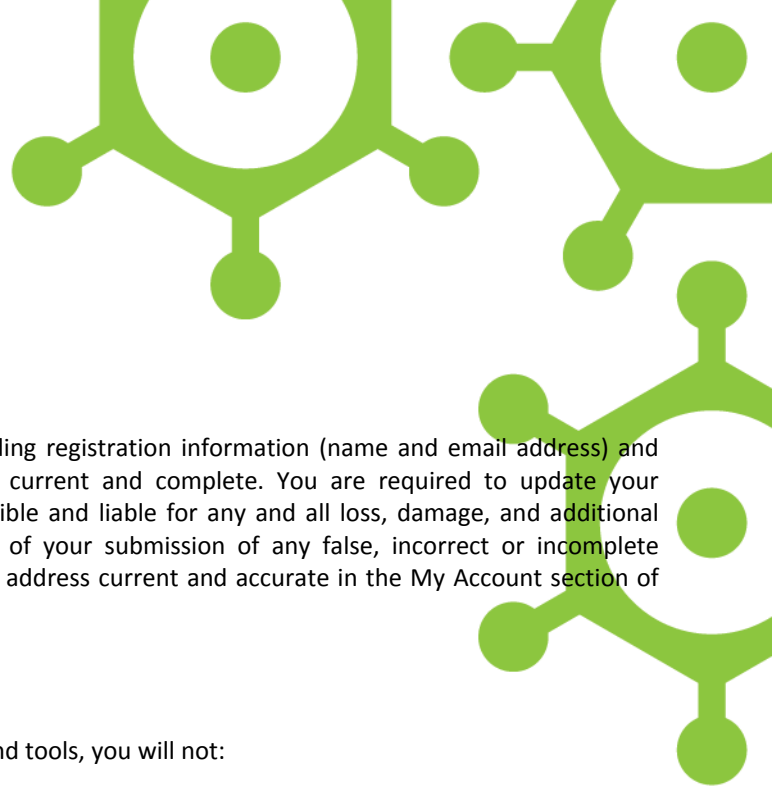 ding registration information (name and email address) and
current and complete. You are required to update your
ible and liable for any and all loss, damage, and additional
of your submission of any false, incorrect or incomplete
address current and accurate in the My Account section of
nd tools, you will not: